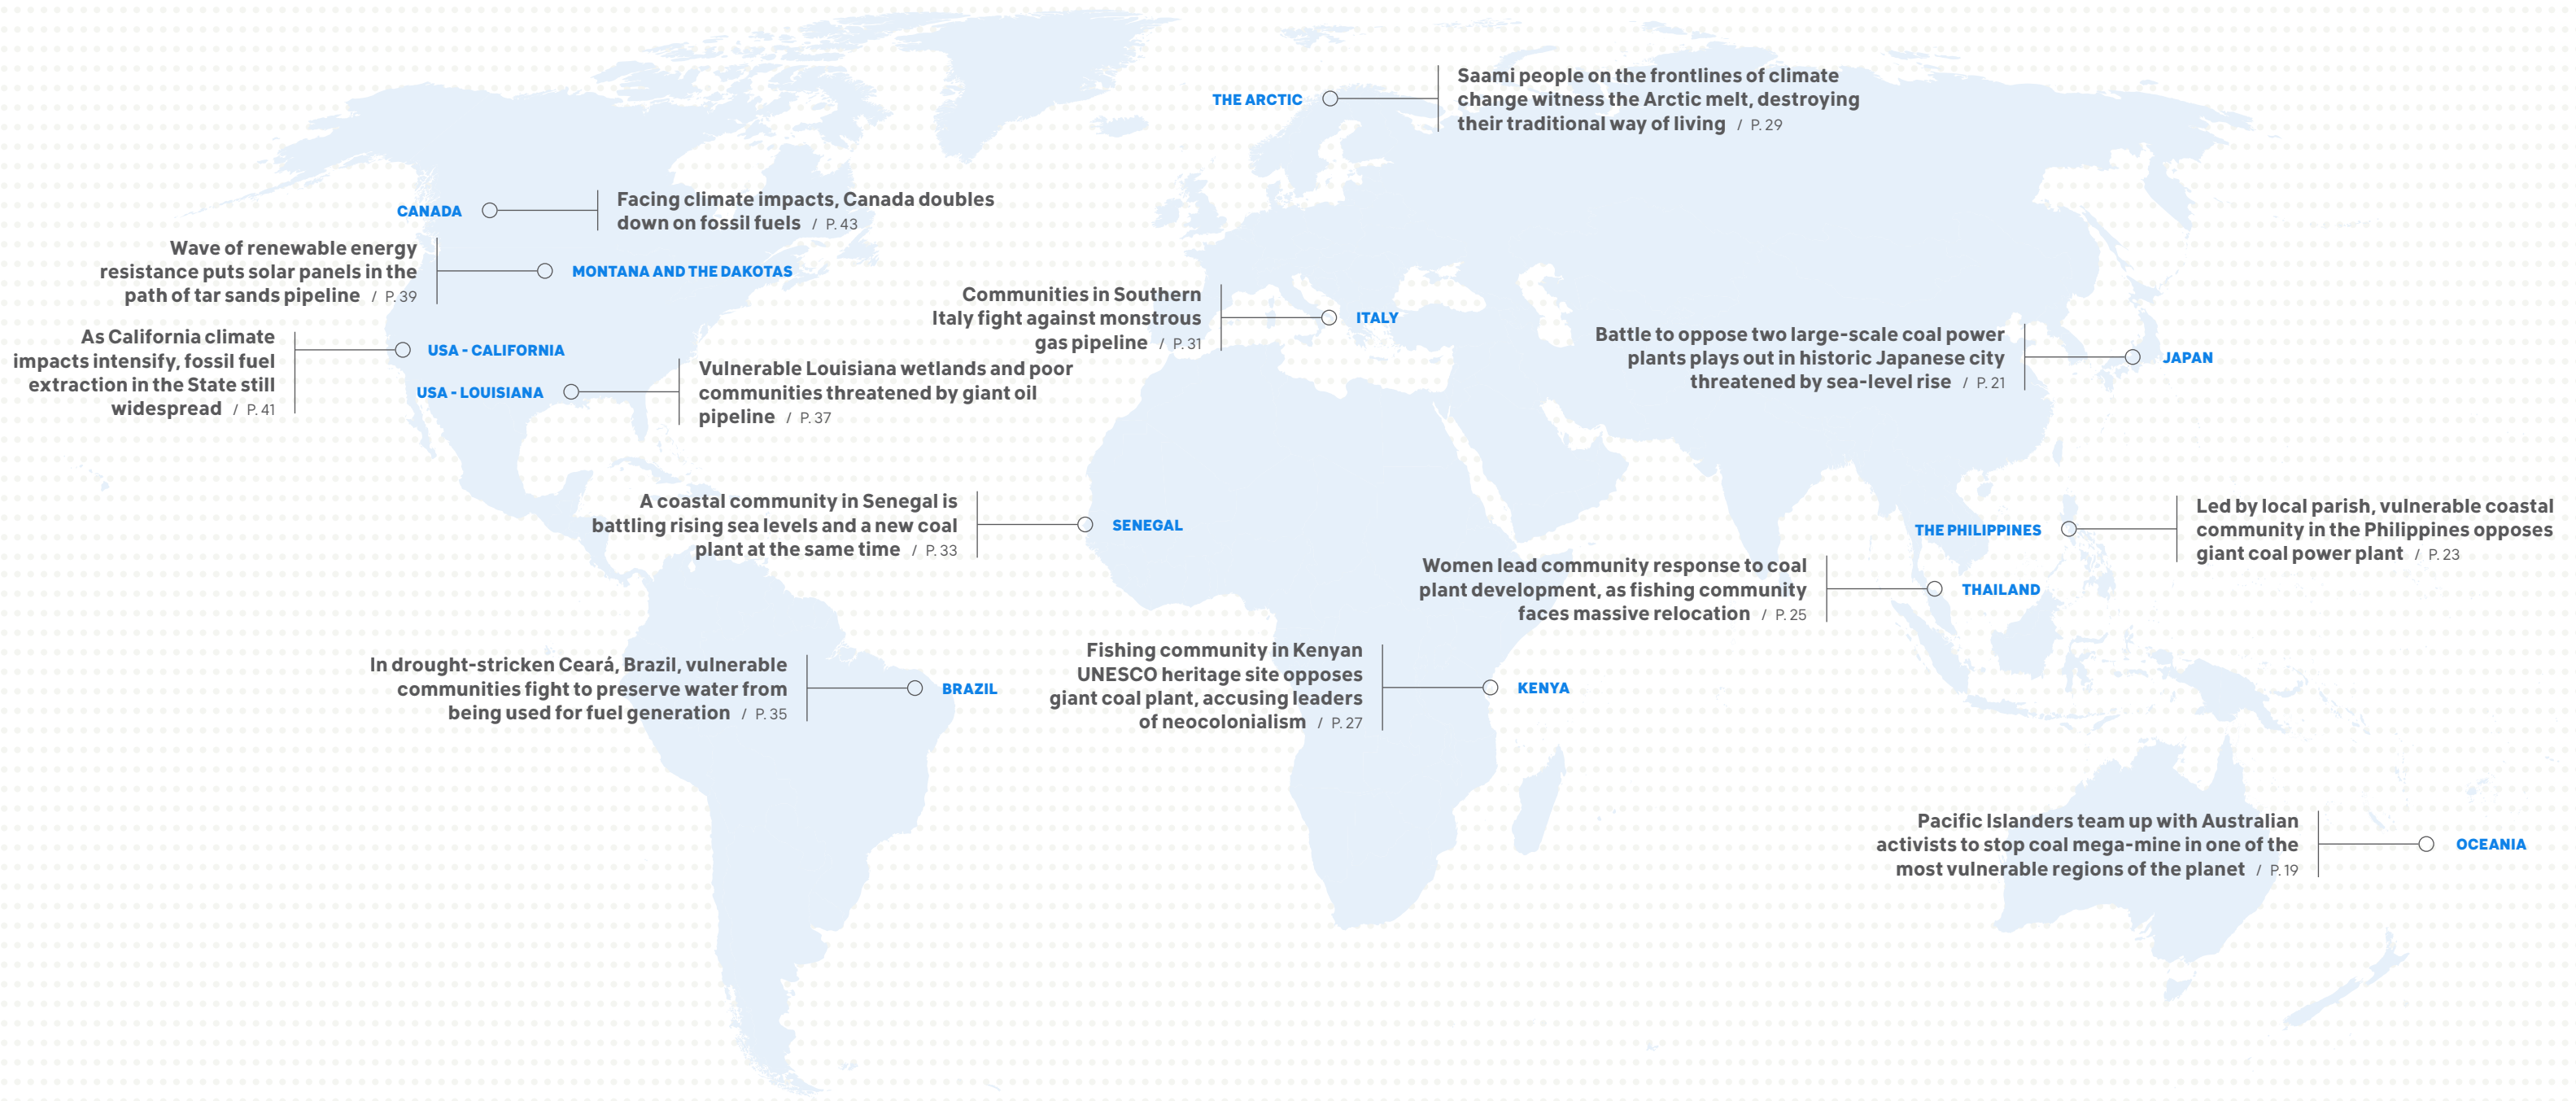 THE ARCTIC
Saami people on the frontlines of climate
change witness the Arctic melt, destroying
their traditional way of living / P. 29
CANADA
Facing climate impacts, Canada doubles
down on fossil fuels / P. 43
Wave of renewable energy
resistance puts solar panels in the
path of tar sands pipeline / P. 39
MONTANA AND THE DAKOTAS
Communities in Southern
Italy fight against monstrous
gas pipeline / P. 31
ITALY
As California climate
impacts intensify, fossil fuel
extraction in the State still
widespread / P. 41
USA - CALIFORNIA
USA - LOUISIANA
Vulnerable Louisiana wetlands and poor
communities threatened by giant oil
pipeline / P. 37
Battle to oppose two large-scale coal power
plants plays out in historic Japanese city
threatened by sea-level rise / P. 21
JAPAN
A coastal community in Senegal is
battling rising sea levels and a new coal
plant at the same time / P. 33
SENEGAL
THE PHILIPPINES
Led by local parish, vulnerable coastal
community in the Philippines opposes
giant coal power plant / P. 23
Women lead community response to coal
plant development, as fishing community
faces massive relocation / P. 25
THAILAND
In drought-stricken Ceará, Brazil, vulnerable
communities fight to preserve water from
being used for fuel generation / P. 35
BRAZIL
Fishing community in Kenyan
UNESCO heritage site opposes
giant coal plant, accusing leaders
of neocolonialism / P. 27
KENYA
Pacific Islanders team up with Australian
activists to stop coal mega-mine in one of the
most vulnerable regions of the planet / P. 19
OCEANIA